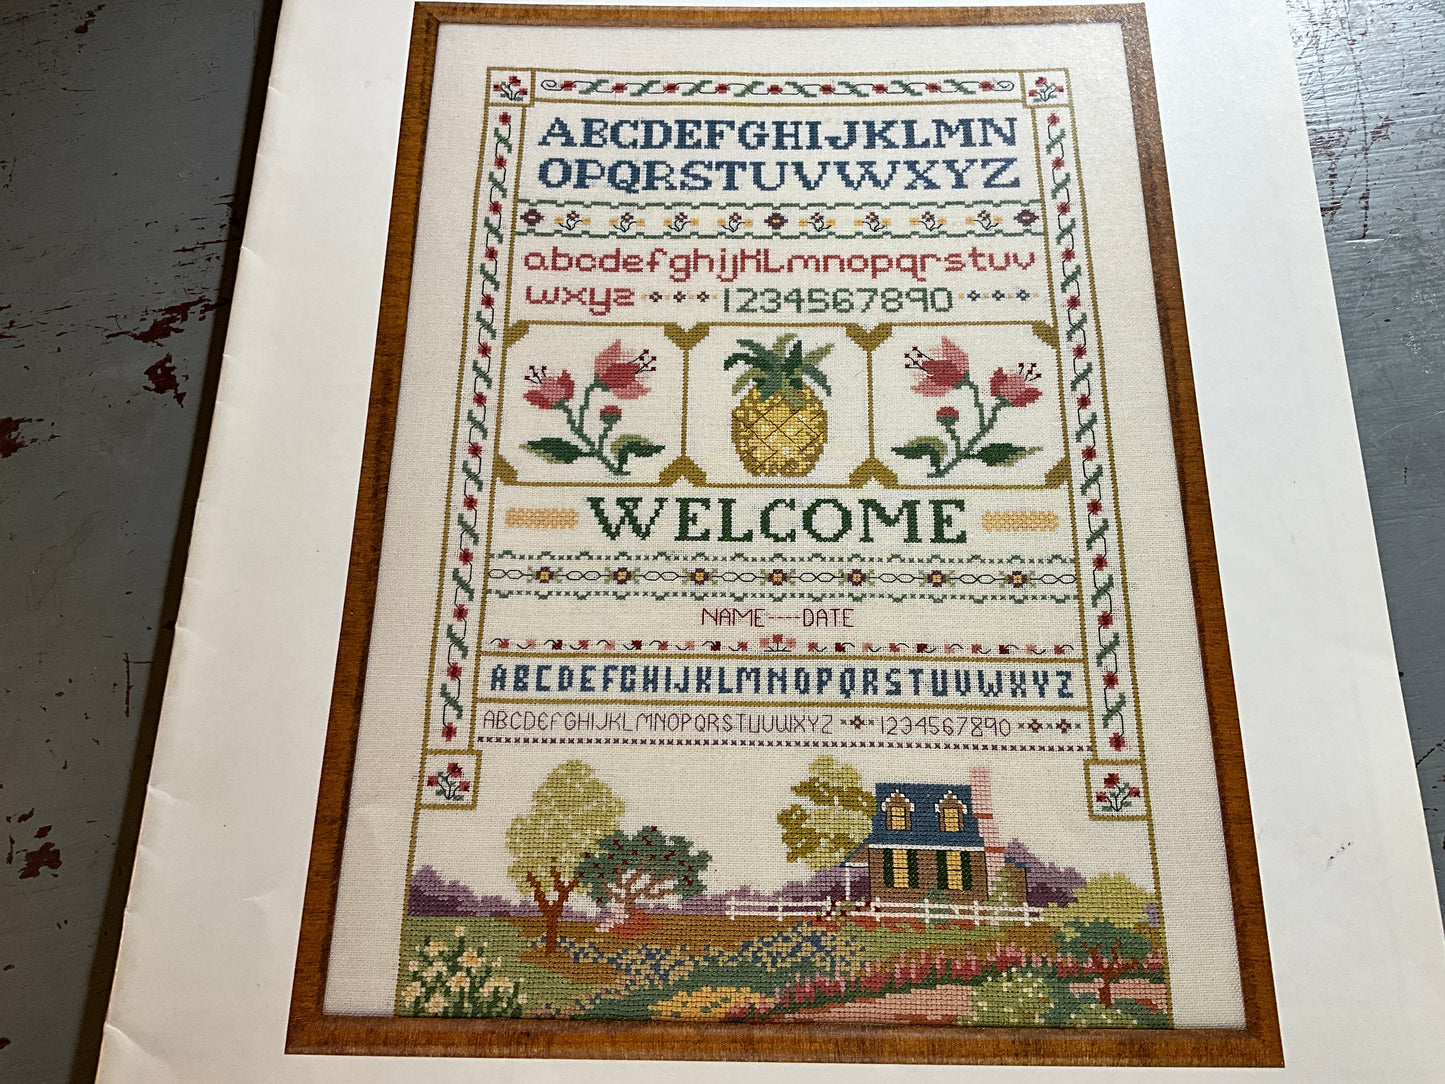 ABCDEFGHIJKLMN
OPQRSTUVWXYZ
abcdefghijklmnopqrstuv
wxyz 1234567890
WELCOME
NAME----DATE
ABCDEFGHIJKLMNOPQRSTUVWXYZ
ABCDEFGHIJKLMNOPQRSTUVWXYZ 1234567890